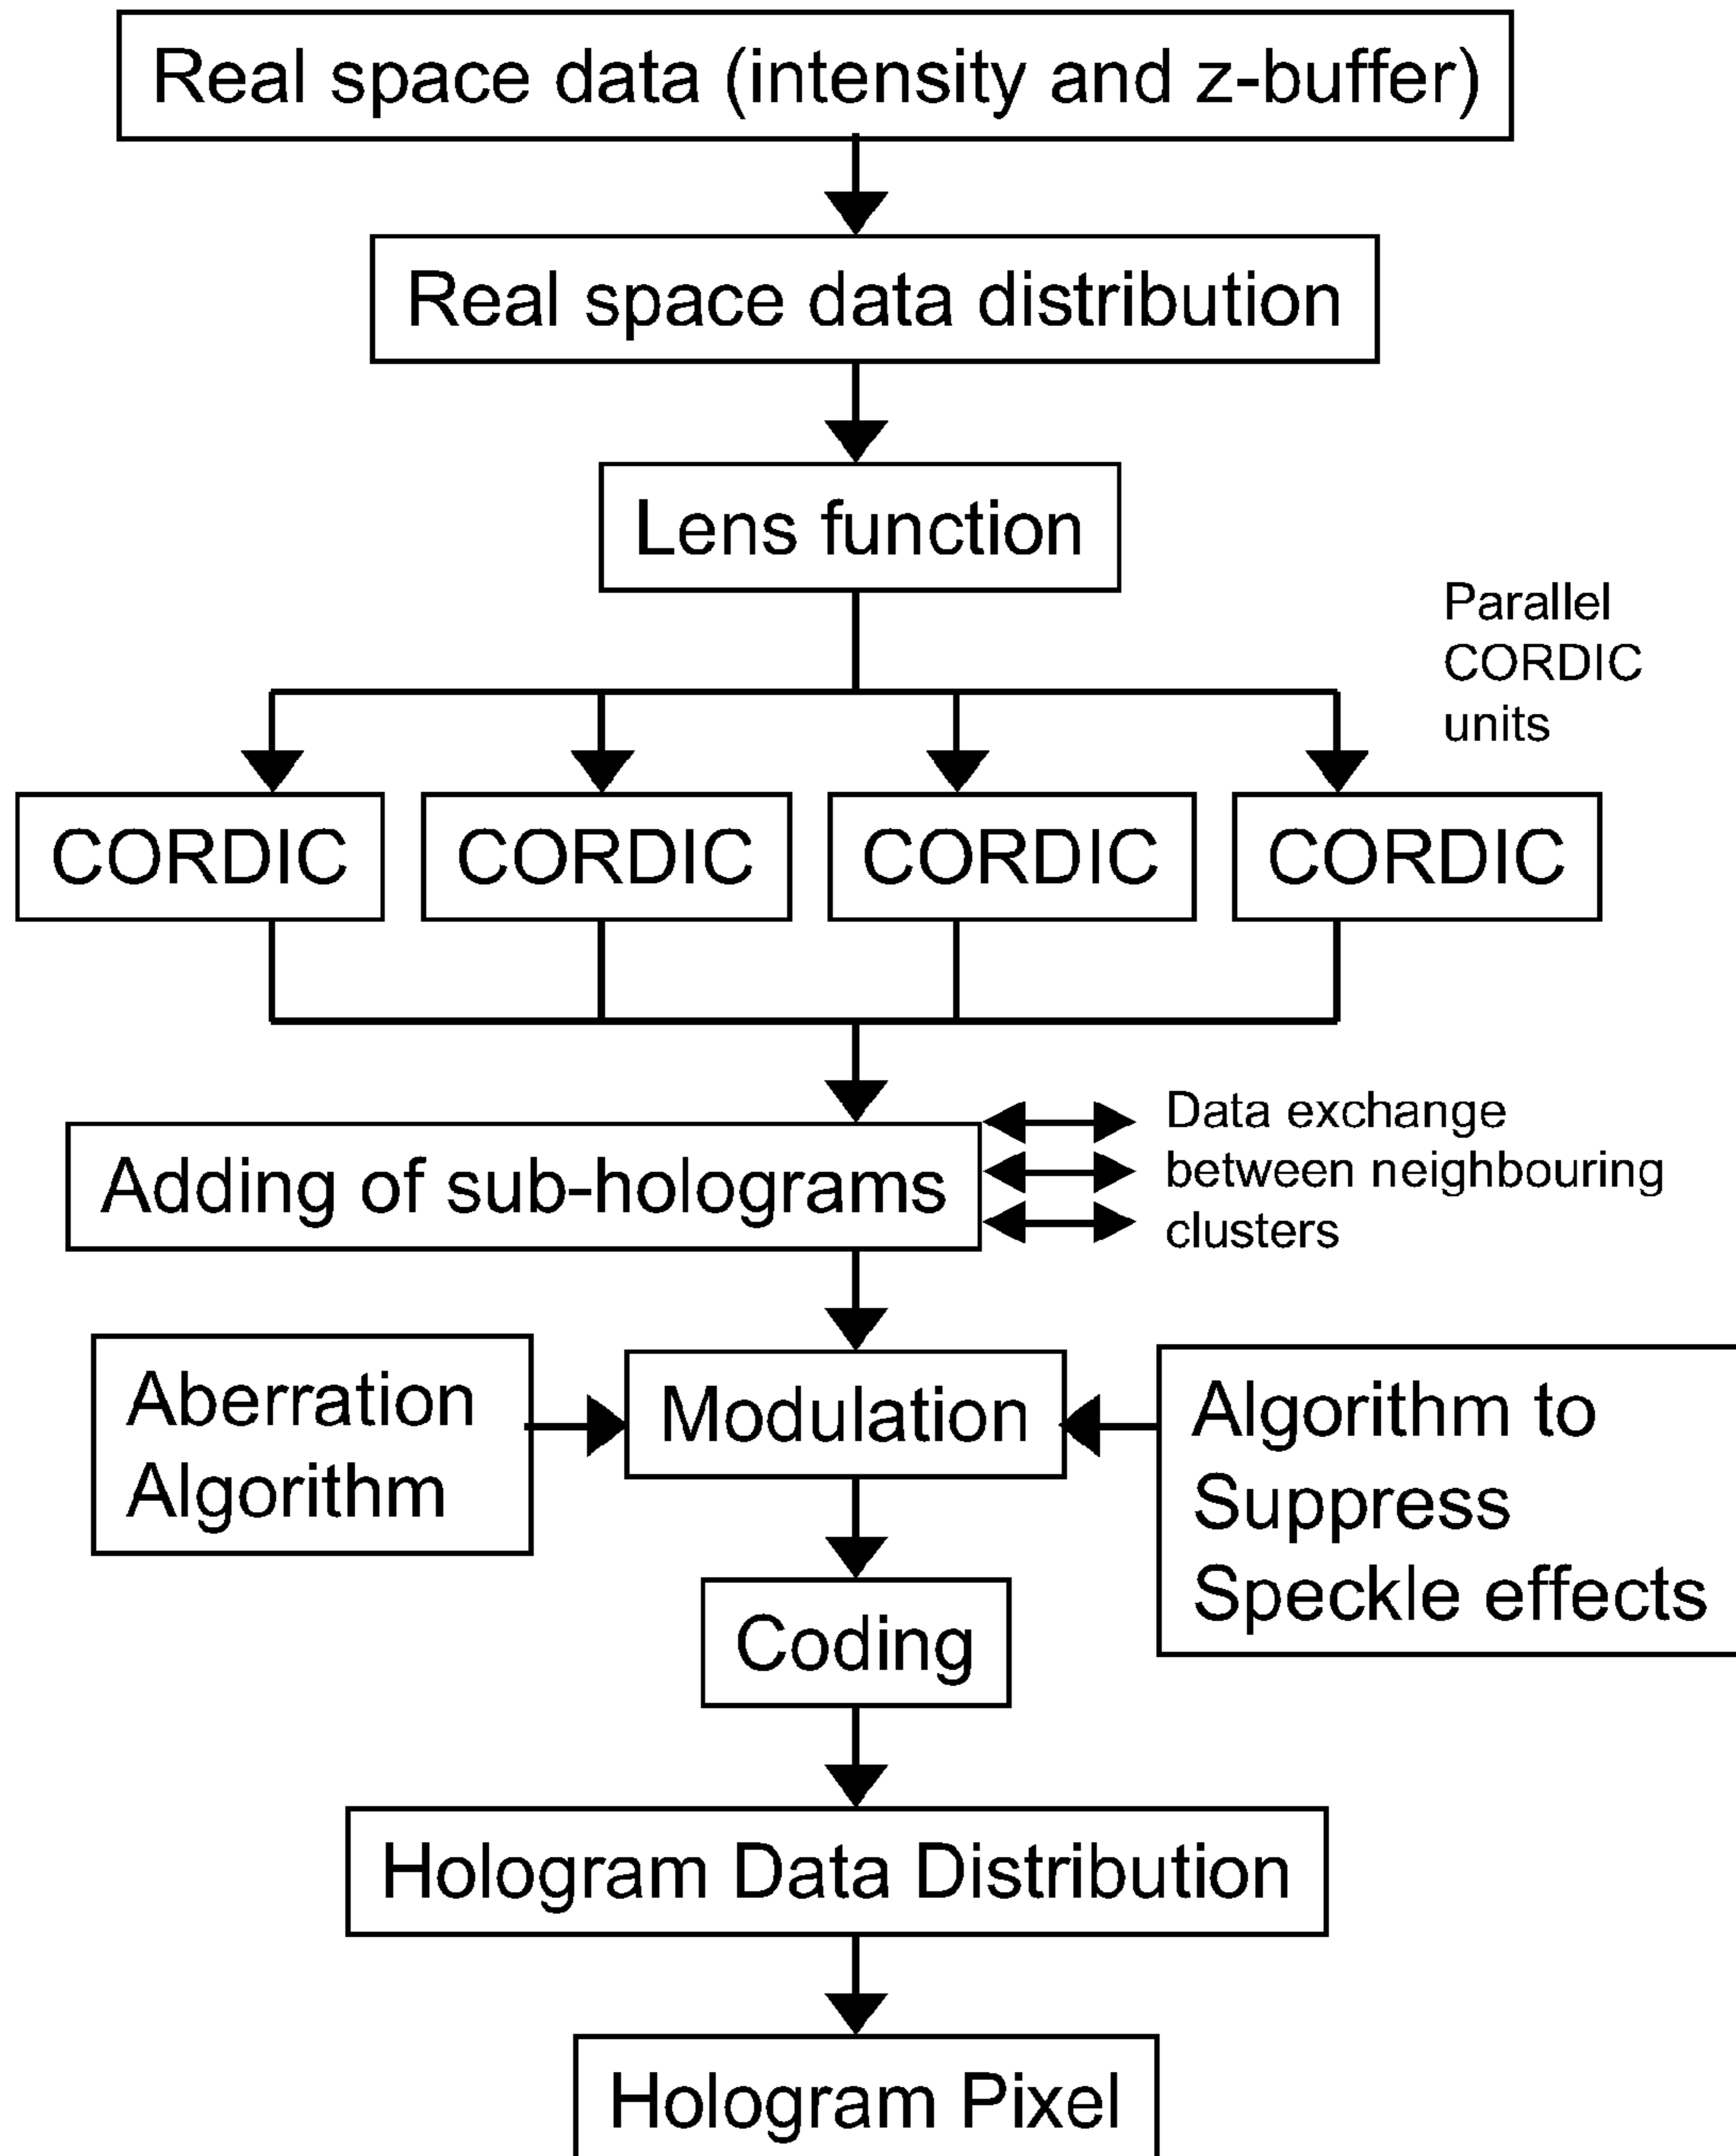 Real space data (intensity and z-buffer)
Real space data distribution
Lens function
Parallel
CORDIC
units
CORDIC
CORDIC
CORDIC
CORDIC
Adding of sub-holograms
Data exchange
between neighbouring
clusters
Aberration
Algorithm
Modulation
Algorithm to
Suppress
Speckle effects
Coding
Hologram Data Distribution
Hologram Pixel